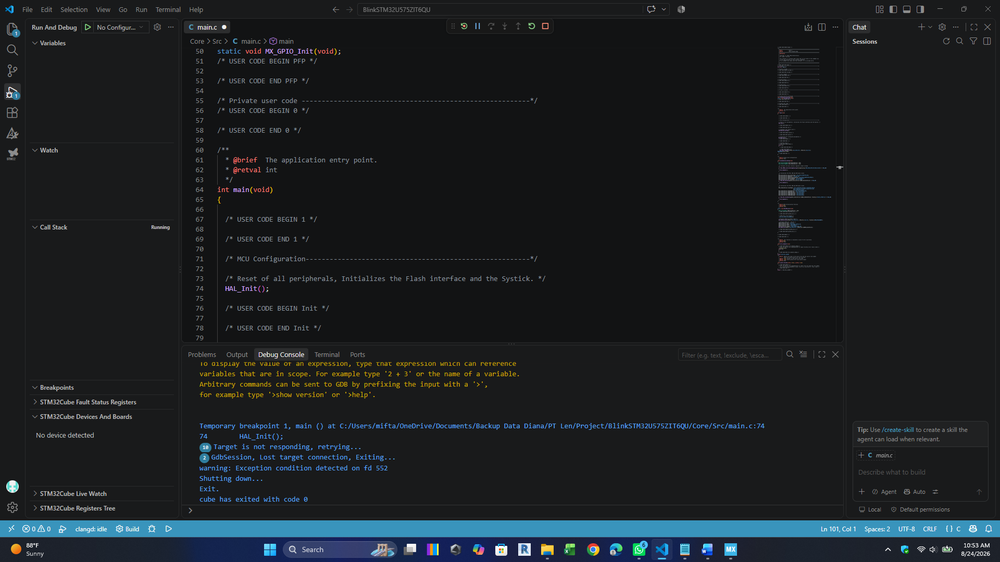 File Edit Selection View Go Run Terminal Help
BlinkSTM32U575ZIT6QU
Run And Debug No Configur...
Variables
Watch
Call Stack Running
Breakpoints
STM32Cube Fault Status Registers
STM32Cube Devices And Boards
No device detected
STM32Cube Live Watch
STM32Cube Registers Tree
1
1
STM32
C main.c
Core > Src > C main.c > main
50 static void MX_GPIO_Init(void);
51 /* USER CODE BEGIN PFP */
52
53 /* USER CODE END PFP */
54
55 /* Private user code ---------------------------------------------------------*/
56 /* USER CODE BEGIN 0 */
57
58 /* USER CODE END 0 */
59
60 /**
61 * @brief  The application entry point.
62 * @retval int
63 */
64 int main(void)
65 {
66
67 /* USER CODE BEGIN 1 */
68
69 /* USER CODE END 1 */
70
71 /* MCU Configuration--------------------------------------------------------*/
72
73 /* Reset of all peripherals, Initializes the Flash interface and the Systick. */
74 HAL_Init();
75
76 /* USER CODE BEGIN Init */
77
78 /* USER CODE END Init */
79
Problems Output Debug Console Terminal Ports
Filter (e.g. text, !exclude, \esca...
To display the value of an expression, type that expression which can reference
variables that are in scope. For example type '2 + 3' or the name of a variable.
Arbitrary commands can be sent to GDB by prefixing the input with a '>',
for example type '>show version' or '>help'.
Temporary breakpoint 1, main () at C:/Users/mifta/OneDrive/Documents/Backup Data Diana/PT Len/Project/BlinkSTM32U575ZIT6QU/Core/Src/main.c:74
74 HAL_Init();
10 Target is not responding, retrying...
2 GdbSession, Lost target connection, Exiting...
warning: Exception condition detected on fd 552
Shutting down...
Exit.
cube has exited with code 0
>
Chat
Sessions
Tip: Use /create-skill to create a skill the
agent can load when relevant.
C main.c
Describe what to build
Agent Auto
Local Default permissions
0 0 clangd: idle Build
Ln 101, Col 1 Spaces: 2 UTF-8 CRLF { } C
88°F
Sunny
Search
6
MX
10:53 AM
8/24/2026